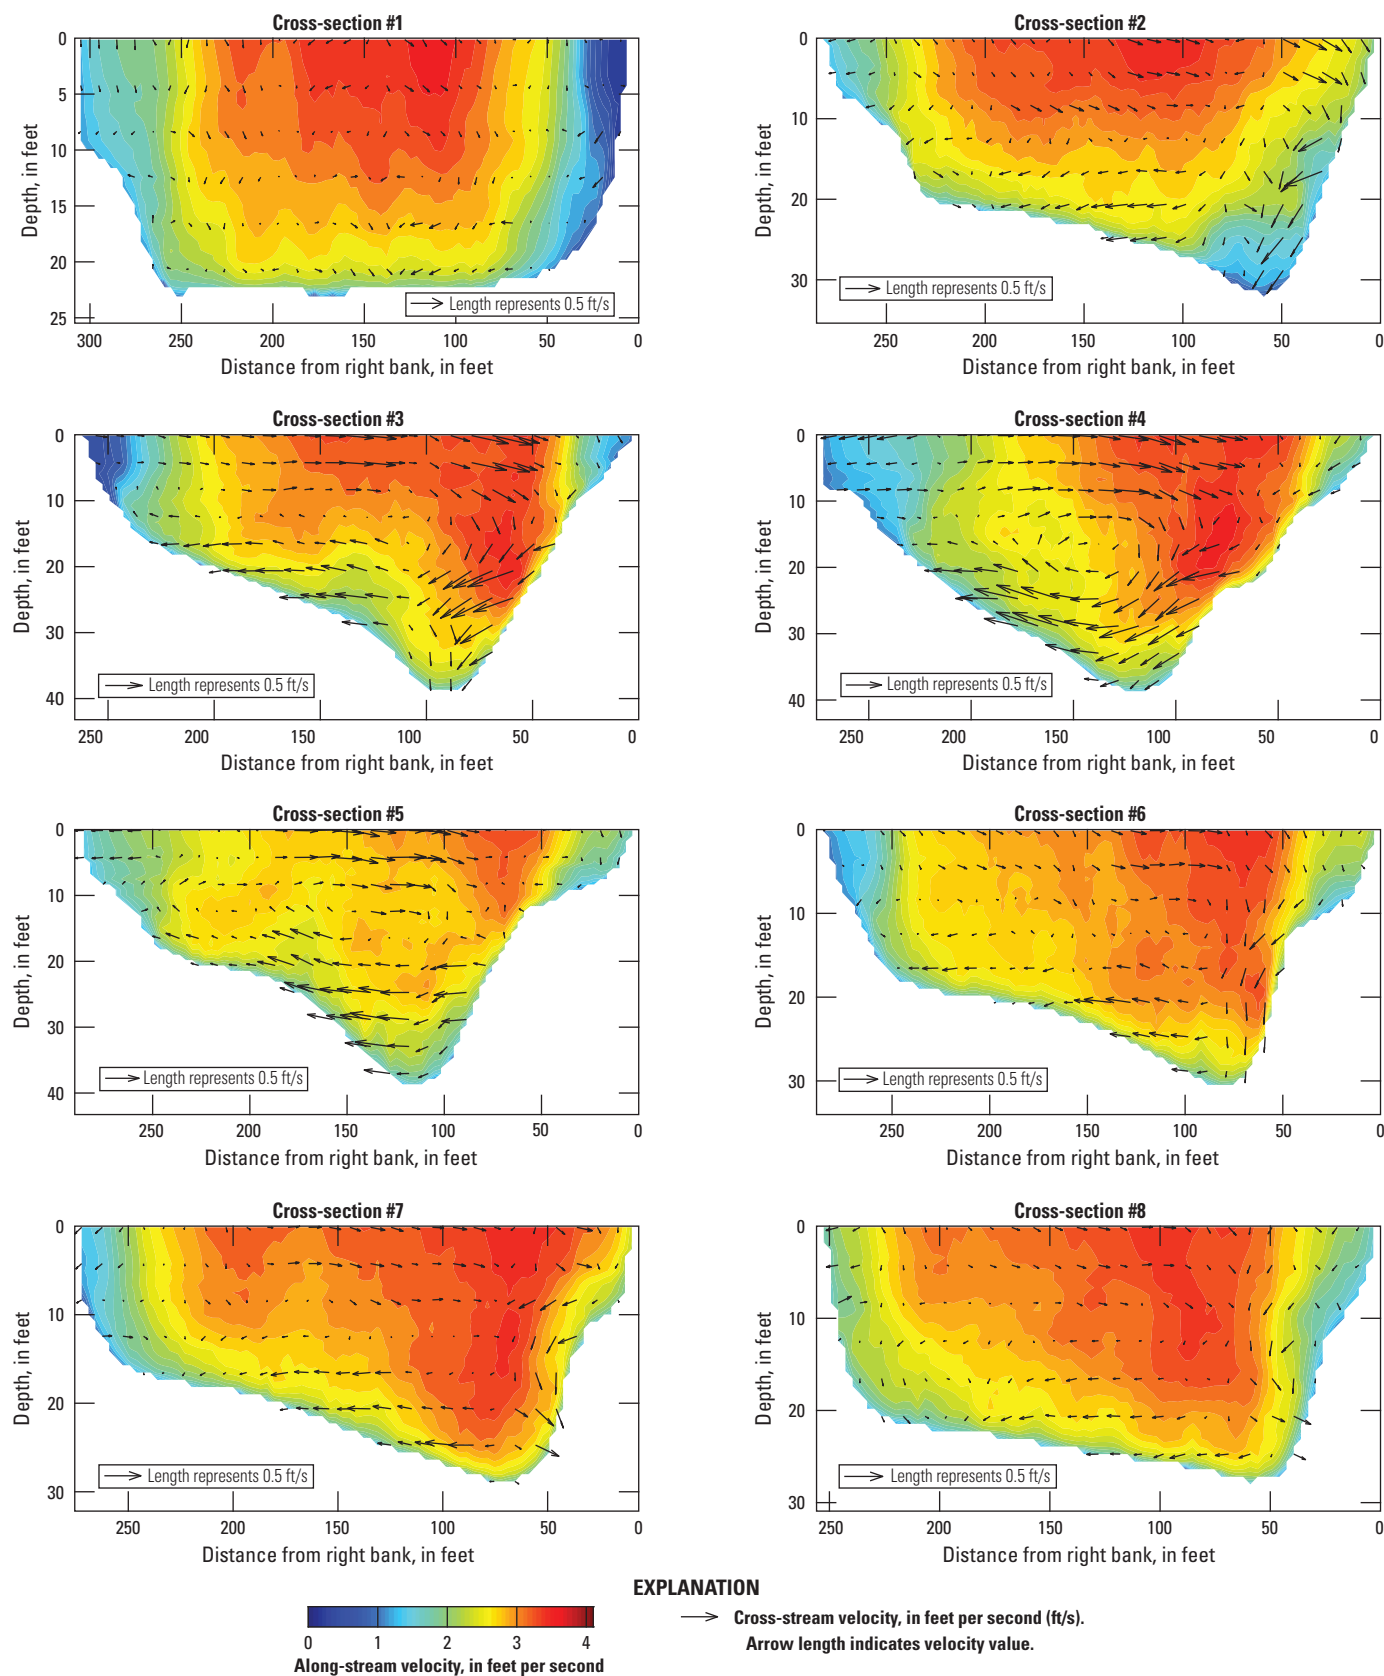 Cross-section #1
0
5
10
15
20
25
Depth, in feet
Length represents 0.5 ft/s
300 250 200 150 100 50 0
Distance from right bank, in feet
Cross-section #2
0
10
20
30
Depth, in feet
Length represents 0.5 ft/s
250 200 150 100 50 0
Distance from right bank, in feet
Cross-section #3
0
10
20
30
40
Depth, in feet
Length represents 0.5 ft/s
250 200 150 100 50 0
Distance from right bank, in feet
Cross-section #4
0
10
20
30
40
Depth, in feet
Length represents 0.5 ft/s
250 200 150 100 50 0
Distance from right bank, in feet
Cross-section #5
0
10
20
30
40
Depth, in feet
Length represents 0.5 ft/s
250 200 150 100 50 0
Distance from right bank, in feet
Cross-section #6
0
10
20
30
Depth, in feet
Length represents 0.5 ft/s
250 200 150 100 50 0
Distance from right bank, in feet
Cross-section #7
0
10
20
30
Depth, in feet
Length represents 0.5 ft/s
250 200 150 100 50 0
Distance from right bank, in feet
Cross-section #8
0
10
20
30
Depth, in feet
Length represents 0.5 ft/s
250 200 150 100 50 0
Distance from right bank, in feet
EXPLANATION
0 1 2 3 4
Along-stream velocity, in feet per second
Cross-stream velocity, in feet per second (ft/s).
Arrow length indicates velocity value.